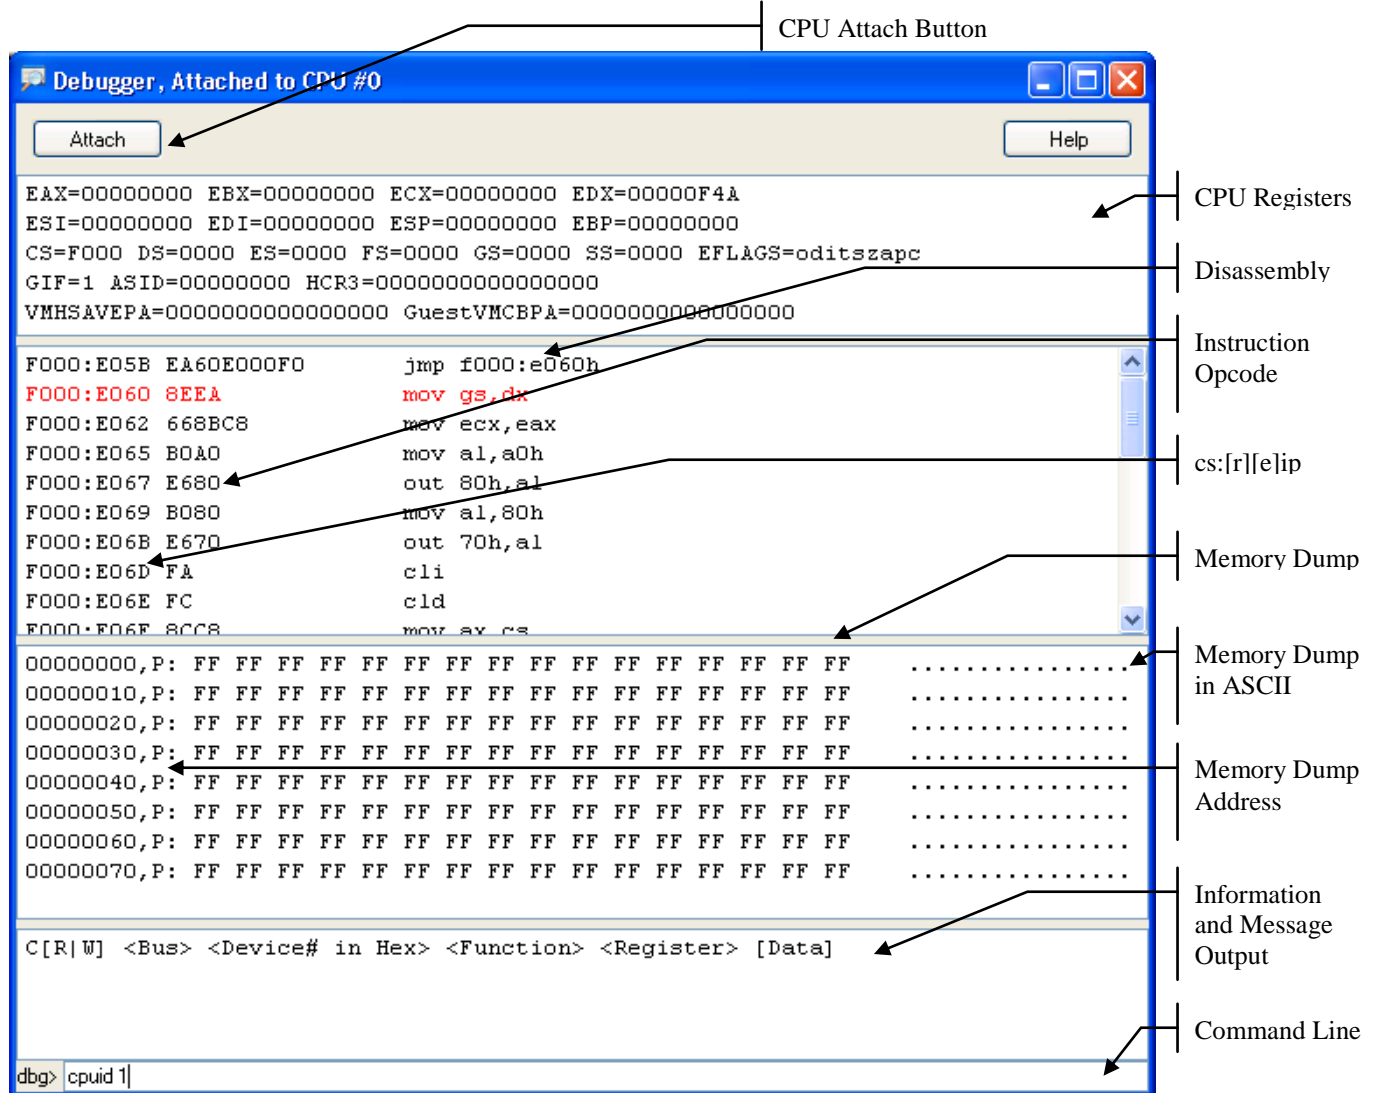 CPU Attach Button
Debugger, Attached to CPU #0
Attach
Help
EAX=00000000 EBX=00000000 ECX=00000000 EDX=00000F4A
ESI=00000000 EDI=00000000 ESP=00000000 EBP=00000000
CS=F000 DS=0000 ES=0000 FS=0000 GS=0000 SS=0000 EFLAGS=oditszapc
GIF=1 ASID=00000000 HCR3=0000000000000000
VMHSAVEPA=0000000000000000 GuestVMCBPA=0000000000000000
CPU Registers
Disassembly
Instruction
Opcode
cs:[r][e]ip
F000:E05B EA60E000F0 jmp f000:e060h
F000:E060 8EEA mov gs,dx
F000:E062 668BC8 mov ecx,eax
F000:E065 B0A0 mov al,a0h
F000:E067 E680 out 80h,al
F000:E069 B080 mov al,80h
F000:E06B E670 out 70h,al
F000:E06D FA cli
F000:E06E FC cld
F000:E06F 8CC8 mov ax,cs
Memory Dump
Memory Dump
in ASCII
Memory Dump
Address
00000000,P: FF FF FF FF FF FF FF FF FF FF FF FF FF FF FF FF ................
00000010,P: FF FF FF FF FF FF FF FF FF FF FF FF FF FF FF FF ................
00000020,P: FF FF FF FF FF FF FF FF FF FF FF FF FF FF FF FF ................
00000030,P: FF FF FF FF FF FF FF FF FF FF FF FF FF FF FF FF ................
00000040,P: FF FF FF FF FF FF FF FF FF FF FF FF FF FF FF FF ................
00000050,P: FF FF FF FF FF FF FF FF FF FF FF FF FF FF FF FF ................
00000060,P: FF FF FF FF FF FF FF FF FF FF FF FF FF FF FF FF ................
00000070,P: FF FF FF FF FF FF FF FF FF FF FF FF FF FF FF FF ................
Information
and Message
Output
C[R|W] <Bus> <Device# in Hex> <Function> <Register> [Data]
Command Line
dbg> cpuid 1